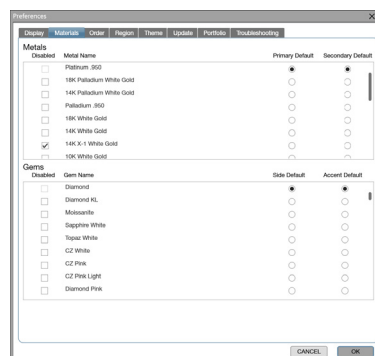 Preferences X
Display Materials Order Region Theme Update Portfolio Troubleshooting
Metals
Disabled Metal Name Primary Default Secondary Default
Platinum .950
18K Palladium White Gold
14K Palladium White Gold
Palladium .950
18K White Gold
14K White Gold
14K X-1 White Gold
10K White Gold
Gems
Disabled Gem Name Side Default Accent Default
Diamond
Diamond KL
Moissanite
Sapphire White
Topaz White
CZ White
CZ Pink
CZ Pink Light
Diamond Pink
CANCEL OK